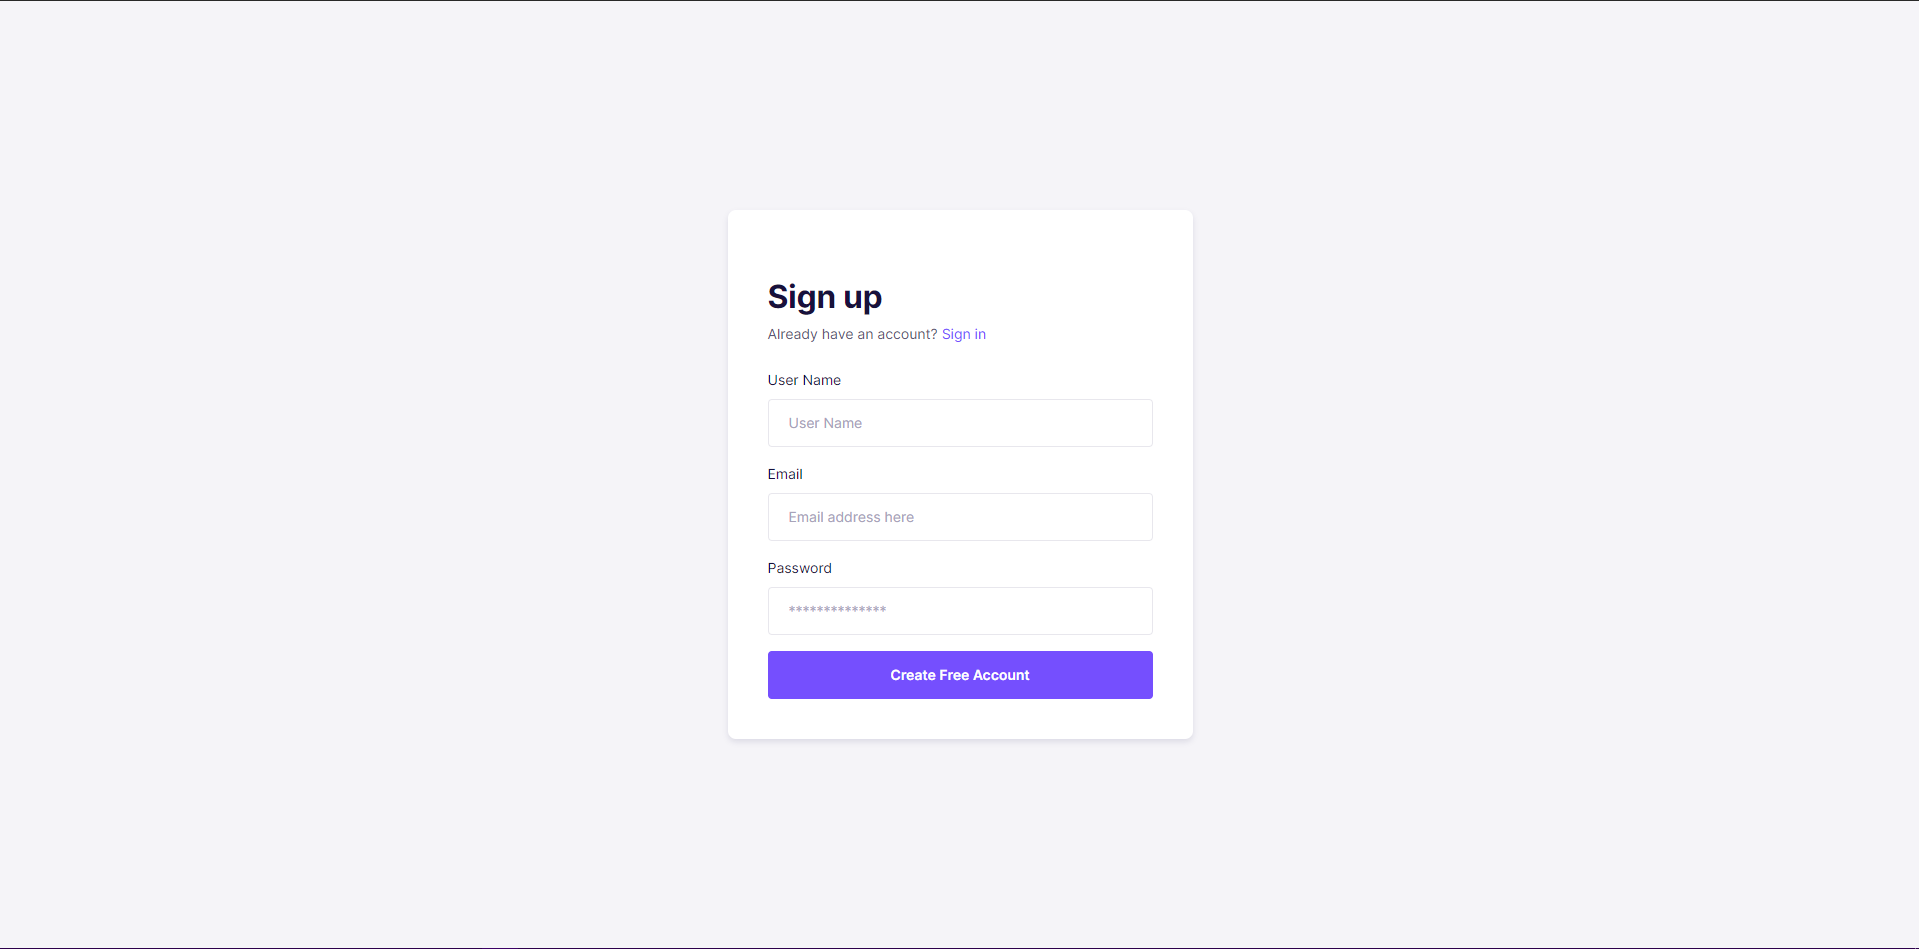 Sign up
Already have an account? Sign in
User Name
User Name
Email
Email address here
Password
**************
Create Free Account